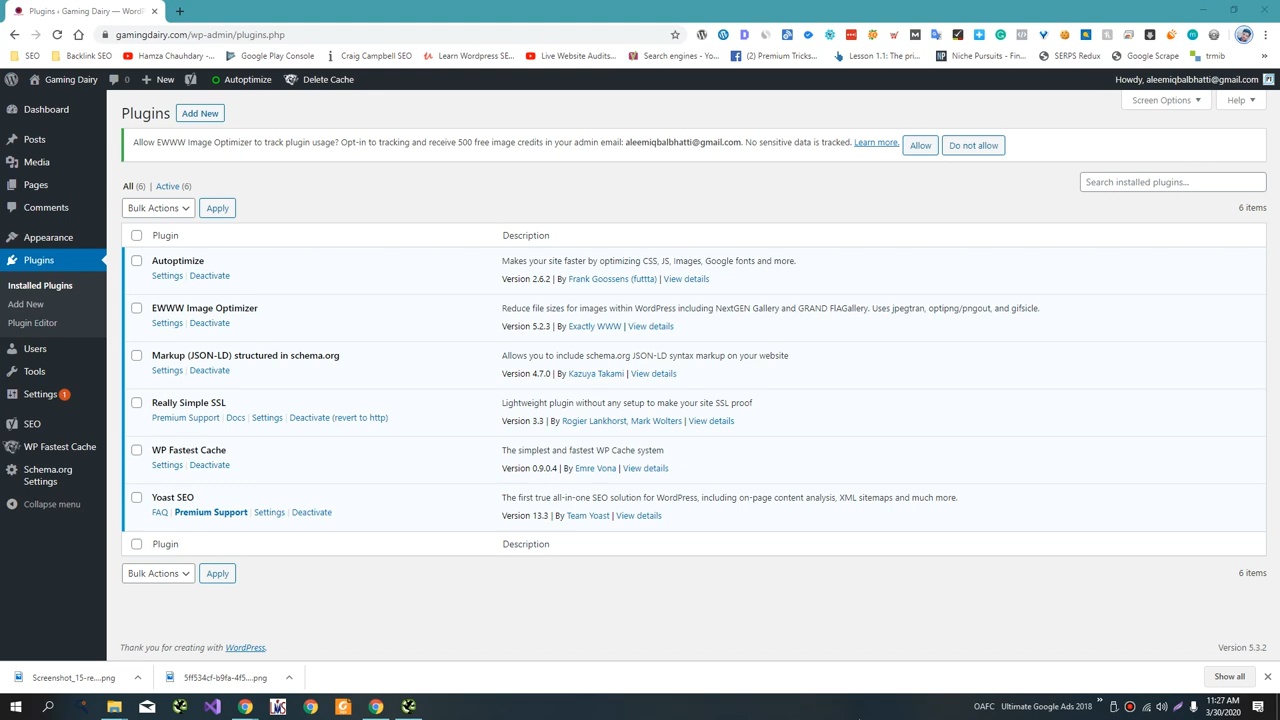 Plugins ‹ Gaming Dairy — WordP
gamingdairy.com/wp-admin/plugins.php
SEO
Backlink SEO
Hamza Chauhdary - ...
Google Play Console
Craig Campbell SEO
Learn Wordpress SE...
Live Website Audits...
Search engines - Yo...
Premium Tricks...
Lesson 1.1: The pri...
Niche Pursuits - Fin...
SERPS Redux
Google Scrape
trmib
»
Gaming Dairy
0
New
Autoptimize
Delete Cache
Howdy, aleemiqbalbhatti@gmail.com
Dashboard
Posts
Media
Pages
Comments
Appearance
Plugins
Installed Plugins
Add New
Plugin Editor
Users
Tools
Settings 1
SEO
WP Fastest Cache
Schema.org
Settings
Collapse menu
Screen Options
Help
Plugins
Add New
Allow EWWW Image Optimizer to track plugin usage? Opt-in to tracking and receive 500 free image credits in your admin email: aleemiqbalbhatti@gmail.com. No sensitive data is tracked. Learn more. Allow Do not allow
All (6) | Active (6)
Search installed plugins...
Bulk Actions
Apply
6 items
Plugin Description
Autoptimize
Settings | Deactivate
Makes your site faster by optimizing CSS, JS, Images, Google fonts and more.
Version 2.6.2 | By Frank Goossens (futtta) | View details
EWWW Image Optimizer
Settings | Deactivate
Reduce file sizes for images within WordPress including NextGEN Gallery and GRAND FlAGallery. Uses jpegtran, optipng/pngout, and gifsicle.
Version 5.2.3 | By Exactly WWW | View details
Markup (JSON-LD) structured in schema.org
Settings | Deactivate
Allows you to include schema.org JSON-LD syntax markup on your website
Version 4.7.0 | By Kazuya Takami | View details
Really Simple SSL
Premium Support | Docs | Settings | Deactivate (revert to http)
Lightweight plugin without any setup to make your site SSL proof
Version 3.3 | By Rogier Lankhorst, Mark Wolters | View details
WP Fastest Cache
Settings | Deactivate
The simplest and fastest WP Cache system
Version 0.9.0.4 | By Emre Vona | View details
Yoast SEO
FAQ | Premium Support | Settings | Deactivate
The first true all-in-one SEO solution for WordPress, including on-page content analysis, XML sitemaps and much more.
Version 13.3 | By Team Yoast | View details
Plugin Description
Bulk Actions
Apply
6 items
Thank you for creating with WordPress.
Version 5.3.2
Screenshot_15-re....png
5ff534cf-b9fa-4f5....png
Show all
OAFC
Ultimate Google Ads 2018
»
11:27 AM
3/30/2020